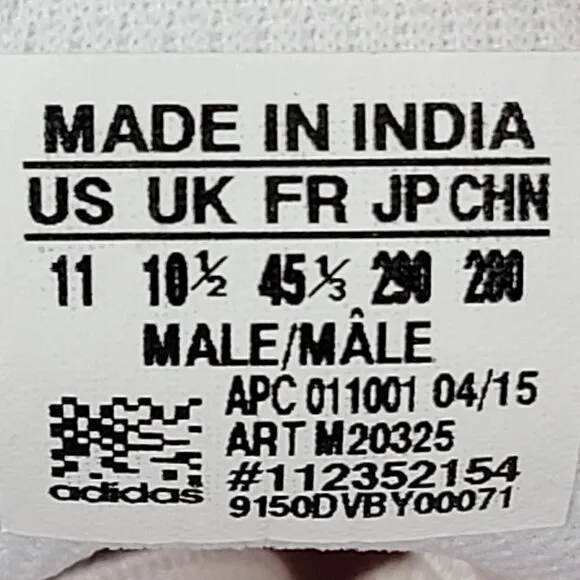 MADE IN INDIA
US UK FR JP CHN
11 10½ 45⅓ 290 280
MALE/MÂLE
APC 011001 04/15
ART M20325
#112352154
adidas 9150DVBY00071